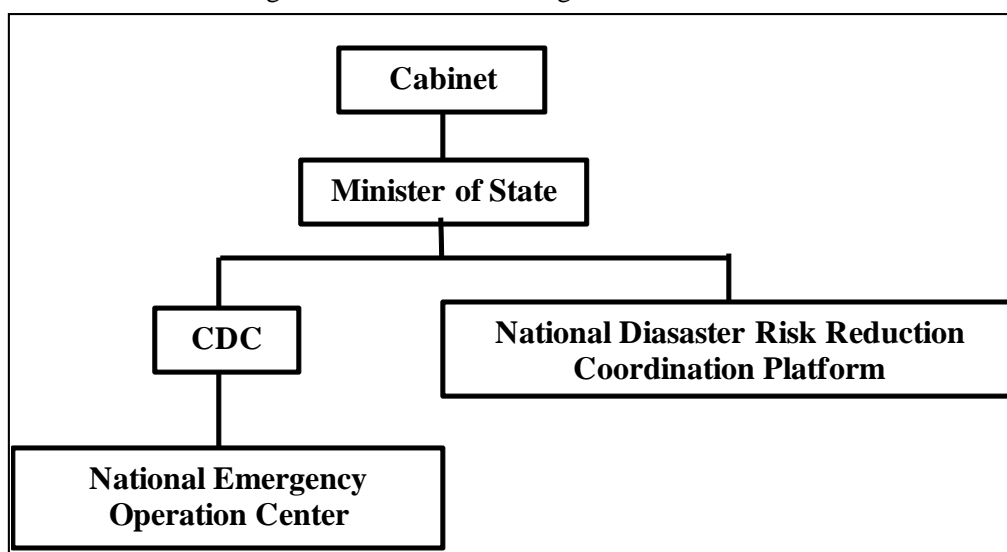 Cabinet
Minister of State
CDC
National Diasaster Risk Reduction
Coordination Platform
National Emergency
Operation Center